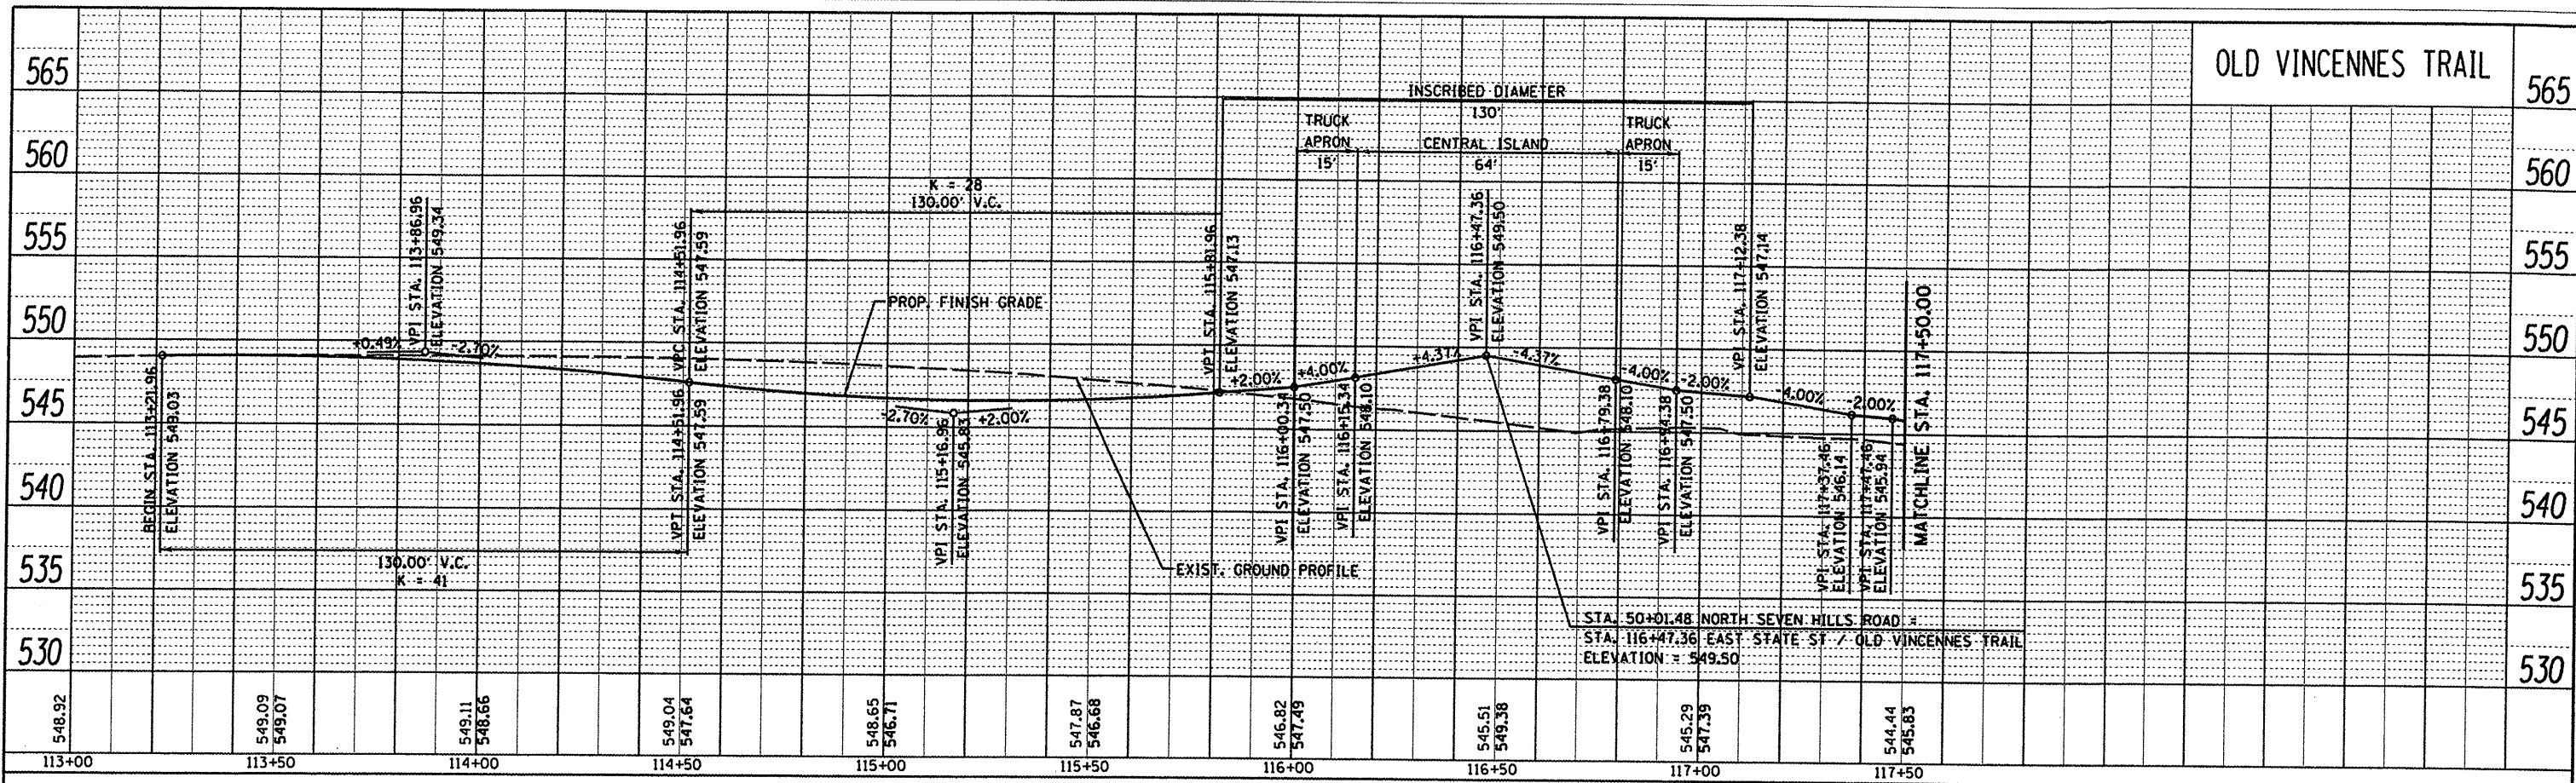 OLD VINCENNES TRAIL
565
560
555
550
545
540
535
530
565
560
555
550
545
540
535
530
INSCRIBED DIAMETER
130'
TRUCK
APRON
15'
CENTRAL ISLAND
64'
TRUCK
APRON
15'
K = 28
130.00' V.C.
BEGIN STA. 113+21.96
ELEVATION 549.03
+0.49%
VPI STA. 113+86.96
ELEVATION 549.34
-2.70%
130.00' V.C.
K = 41
VPC STA. 114+51.96
ELEVATION 547.59
VPT STA. 114+51.96
ELEVATION 547.59
PROP. FINISH GRADE
-2.70%
VPI STA. 115+16.96
ELEVATION 545.83
+2.00%
EXIST. GROUND PROFILE
VPT STA. 115+81.96
ELEVATION 547.13
+2.00%
VPI STA. 116+00.34
ELEVATION 547.50
+4.00%
VPI STA. 116+15.34
ELEVATION 548.10
+4.37%
VPI STA. 116+47.36
ELEVATION 549.50
-4.37%
VPI STA. 116+79.38
ELEVATION 548.10
-4.00%
VPI STA. 116+94.38
ELEVATION 547.50
-2.00%
VPI STA. 117+12.38
ELEVATION 547.14
-4.00%
VPI STA. 117+37.46
ELEVATION 546.14
-2.00%
VPI STA. 117+47.46
ELEVATION 545.94
MATCHLINE STA. 117+50.00
STA. 50+01.48 NORTH SEVEN HILLS ROAD =
STA. 116+47.36 EAST STATE ST / OLD VINCENNES TRAIL
ELEVATION = 549.50
548.92
549.09
549.07
549.11
548.66
549.04
547.64
548.65
546.71
547.87
546.68
546.82
547.49
545.51
549.38
545.29
547.39
544.44
545.83
113+00
113+50
114+00
114+50
115+00
115+50
116+00
116+50
117+00
117+50